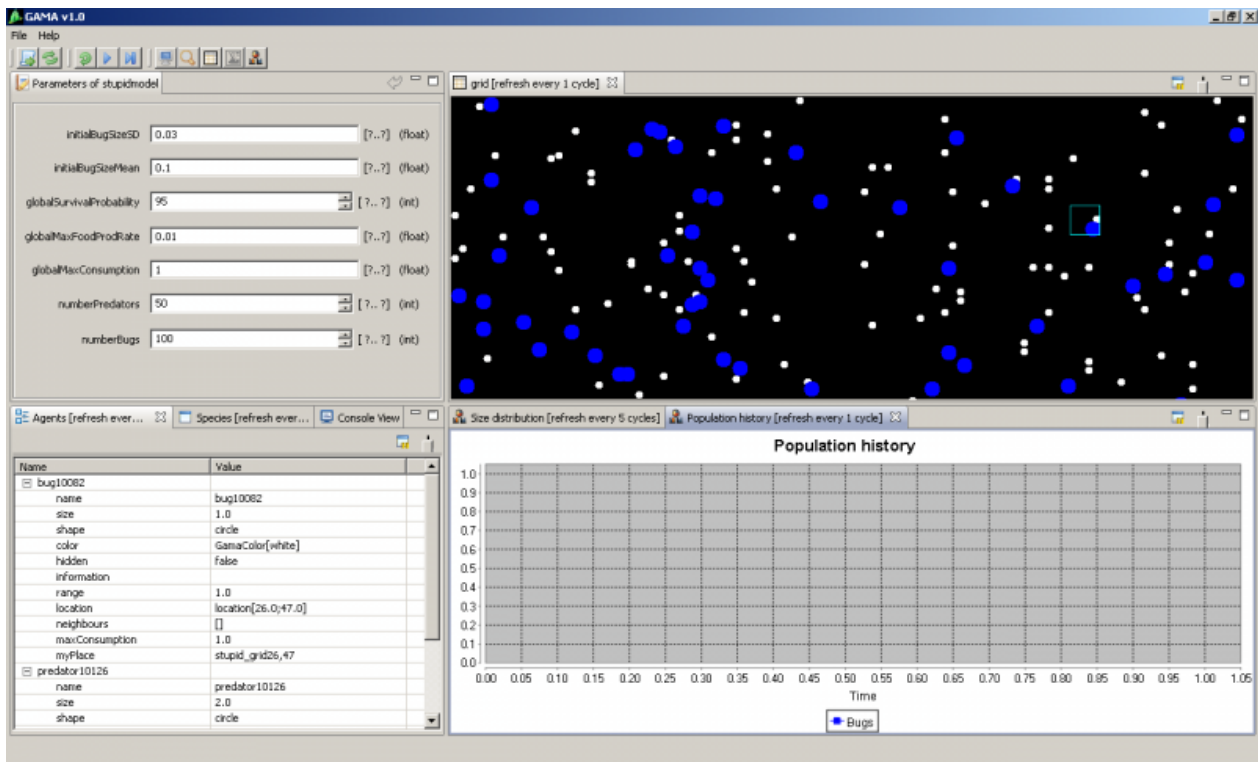 GAMA v1.0
File Help
Parameters of stupidmodel
initialBugSizeSD 0.03 [?..?] (float)
initialBugSizeMean 0.1 [?..?] (float)
globalSurvivalProbability 95 [?..?] (int)
globalMaxFoodProdRate 0.01 [?..?] (float)
globalMaxConsumption 1 [?..?] (float)
numberPredators 50 [?..?] (int)
numberBugs 100 [?..?] (int)
grid [refresh every 1 cycle]
Agents [refresh ever... Species [refresh ever... Console View
Name Value
bug10082
name bug10082
size 1.0
shape circle
color GamaColor[white]
hidden false
information
range 1.0
location location[26.0;47.0]
neighbours []
maxConsumption 1.0
myPlace stupid_grid26,47
predator10126
name predator10126
size 2.0
shape circle
Size distribution [refresh every 5 cycles] Population history [refresh every 1 cycle]
Population history
1.0
0.9
0.8
0.7
0.6
0.5
0.4
0.3
0.2
0.1
0.0
0.00 0.05 0.10 0.15 0.20 0.25 0.30 0.35 0.40 0.45 0.50 0.55 0.60 0.65 0.70 0.75 0.80 0.85 0.90 0.95 1.00 1.05
Time
Bugs